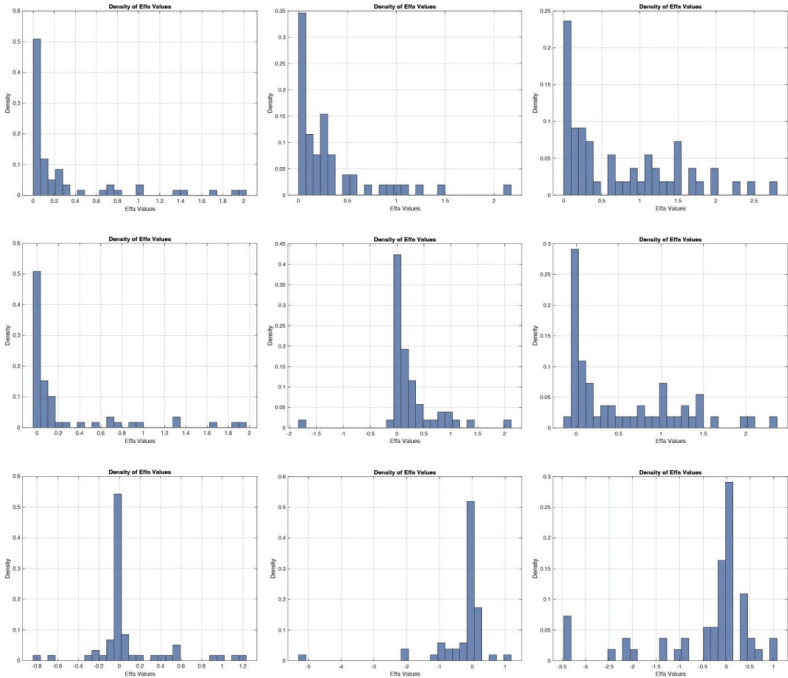 Density of Effa Values
0.6
0.5
0.4
0.3
0.2
0.1
0
Density
0 0.2 0.4 0.6 0.8 1 1.2 1.4 1.6 1.8 2
Effa Values
Density of Effa Values
0.35
0.3
0.25
0.2
0.15
0.1
0.05
0
Density
0 0.5 1 1.5 2
Effa Values
Density of Effa Values
0.25
0.2
0.15
0.1
0.05
0
Density
0 0.5 1 1.5 2 2.5
Effa Values
Density of Effa Values
0.6
0.5
0.4
0.3
0.2
0.1
0
Density
0 0.2 0.4 0.6 0.8 1 1.2 1.4 1.6 1.8 2
Effa Values
Density of Effa Values
0.45
0.4
0.35
0.3
0.25
0.2
0.15
0.1
0.05
0
Density
-2 -1.5 -1 -0.5 0 0.5 1 1.5 2
Effa Values
Density of Effa Values
0.3
0.25
0.2
0.15
0.1
0.05
0
Density
0 0.5 1 1.5 2
Effa Values
Density of Effa Values
0.6
0.5
0.4
0.3
0.2
0.1
0
Density
-0.8 -0.6 -0.4 -0.2 0 0.2 0.4 0.6 0.8 1 1.2
Effa Values
Density of Effa Values
0.6
0.5
0.4
0.3
0.2
0.1
0
Density
-5 -4 -3 -2 -1 0 1
Effa Values
Density of Effa Values
0.3
0.25
0.2
0.15
0.1
0.05
0
Density
-3.5 -3 -2.5 -2 -1.5 -1 -0.5 0 0.5 1
Effa Values